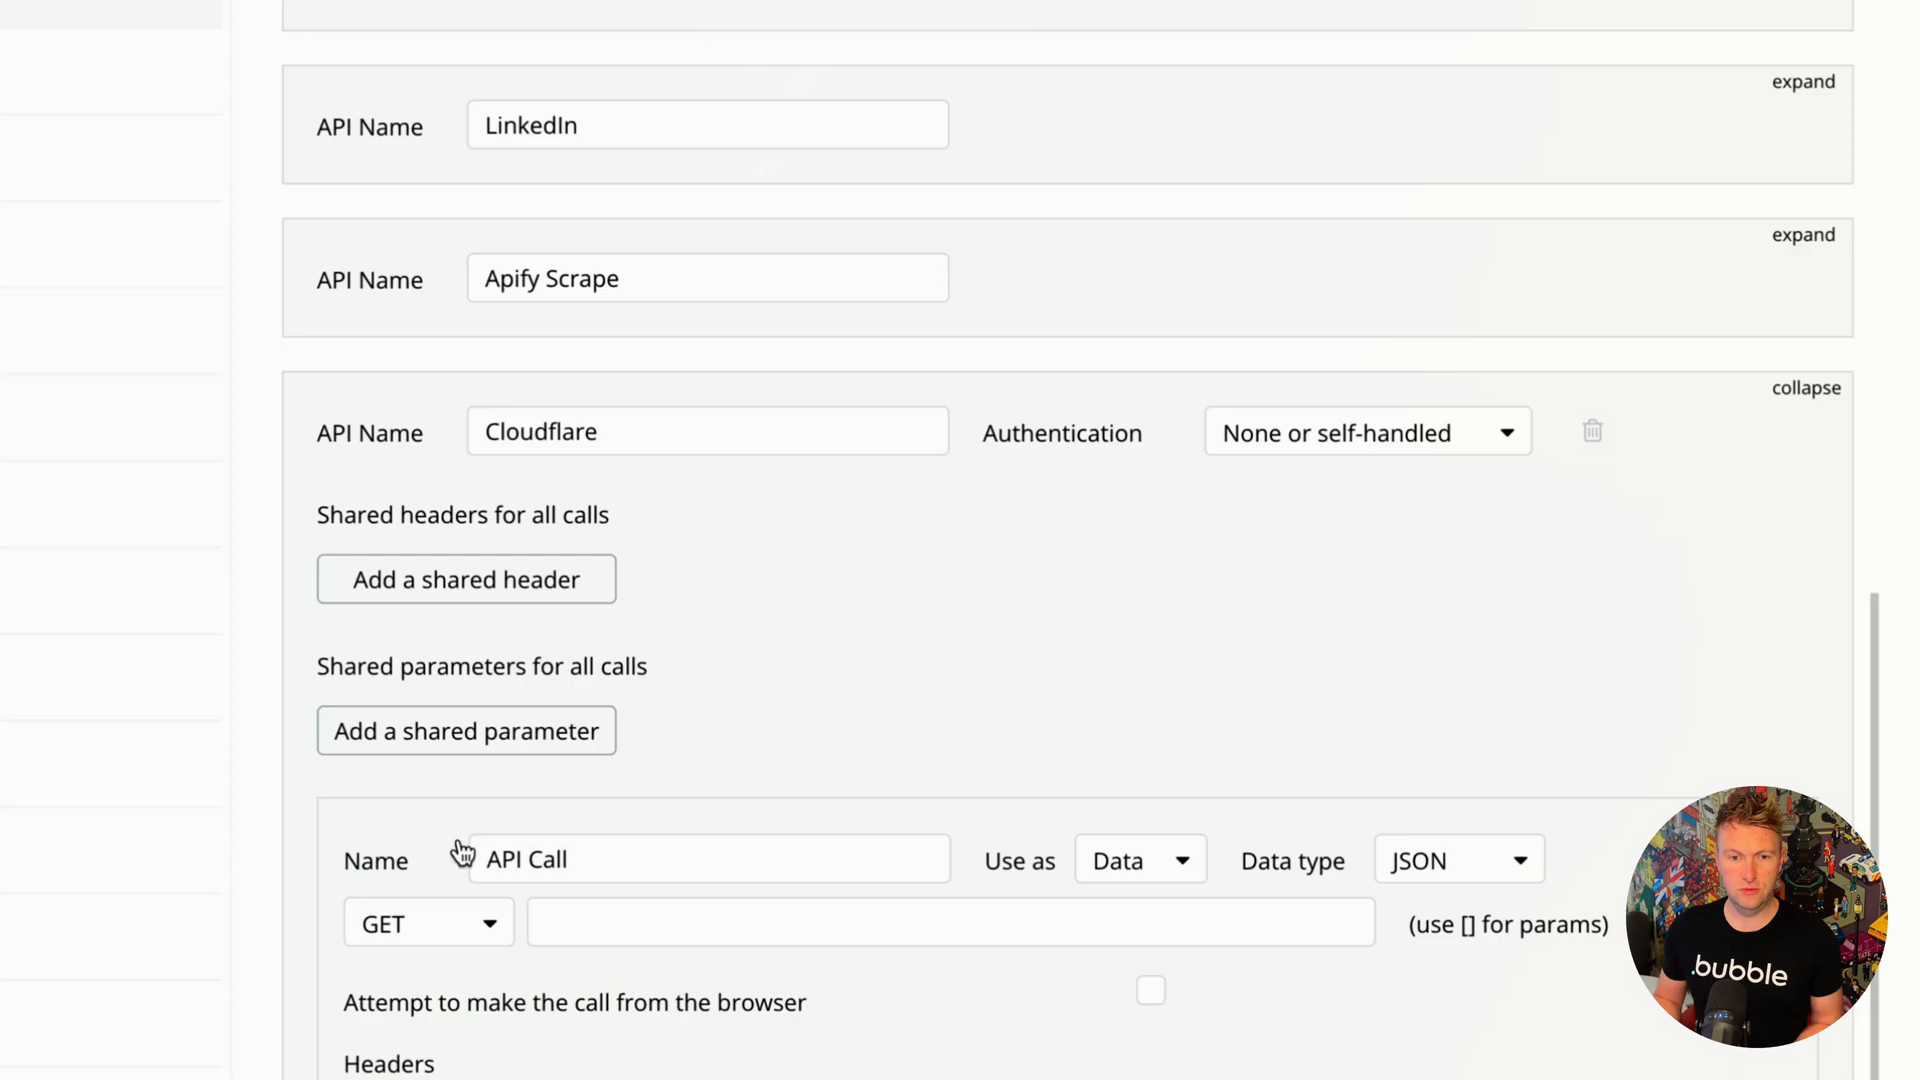 expand
API Name LinkedIn
expand
API Name Apify Scrape
collapse
API Name Cloudflare Authentication None or self-handled
Shared headers for all calls
Add a shared header
Shared parameters for all calls
Add a shared parameter
Name API Call Use as Data Data type JSON
GET (use [] for params)
Attempt to make the call from the browser
Headers
.bubble